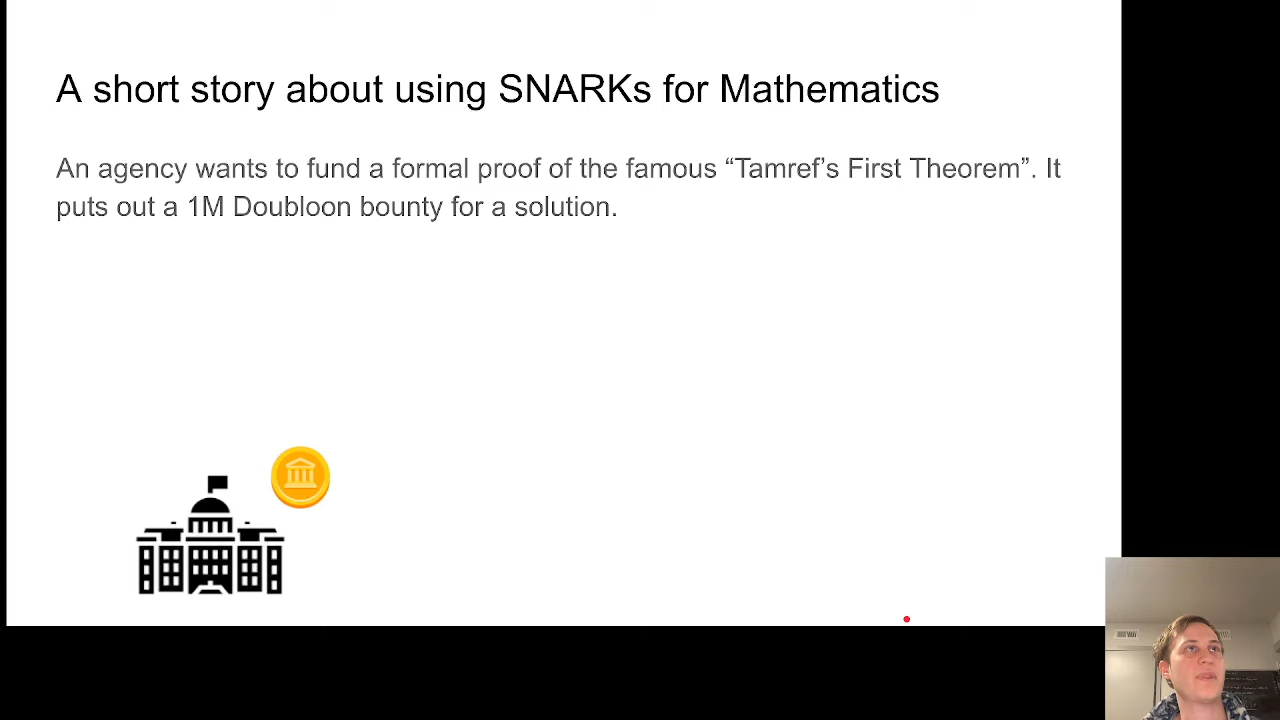 A short story about using SNARKs for Mathematics
An agency wants to fund a formal proof of the famous “Tamref’s First Theorem”. It
puts out a 1M Doubloon bounty for a solution.